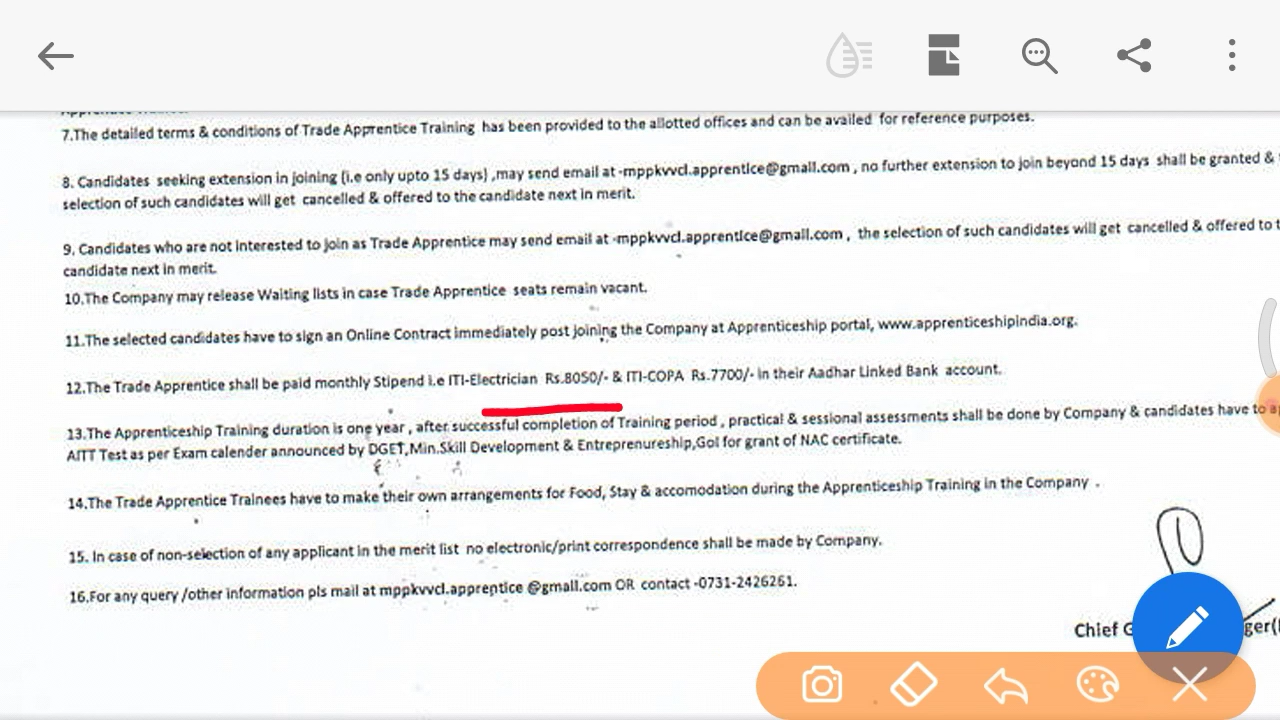 7.The detailed terms & conditions of Trade Apprentice Training has been provided to the allotted offices and can be availed for reference purposes.
8. Candidates seeking extension in joining (i.e only upto 15 days) ,may send email at -mppkvvcl.apprentice@gmail.com , no further extension to join beyond 15 days shall be granted &
selection of such candidates will get cancelled & offered to the candidate next in merit.
9. Candidates who are not interested to join as Trade Apprentice may send email at -mppkvvcl.apprentice@gmail.com , the selection of such candidates will get cancelled & offered to
candidate next in merit.
10.The Company may release Waiting lists in case Trade Apprentice seats remain vacant.
11.The selected candidates have to sign an Online Contract immediately post joining the Company at Apprenticeship portal, www.apprenticeshipindia.org.
12.The Trade Apprentice shall be paid monthly Stipend i.e ITI-Electrician Rs.8050/- & ITI-COPA Rs.7700/- in their Aadhar Linked Bank account.
13.The Apprenticeship Training duration is one year , after successful completion of Training period , practical & sessional assessments shall be done by Company & candidates have to
AITT Test as per Exam calender announced by DGET,Min.Skill Development & Entreprenureship,GoI for grant of NAC certificate.
14.The Trade Apprentice Trainees have to make their own arrangements for Food, Stay & accomodation during the Apprenticeship Training in the Company .
15. In case of non-selection of any applicant in the merit list no electronic/print correspondence shall be made by Company.
16.For any query /other information pls mail at mppkvvcl.apprentice @gmail.com OR contact -0731-2426261.
Chief